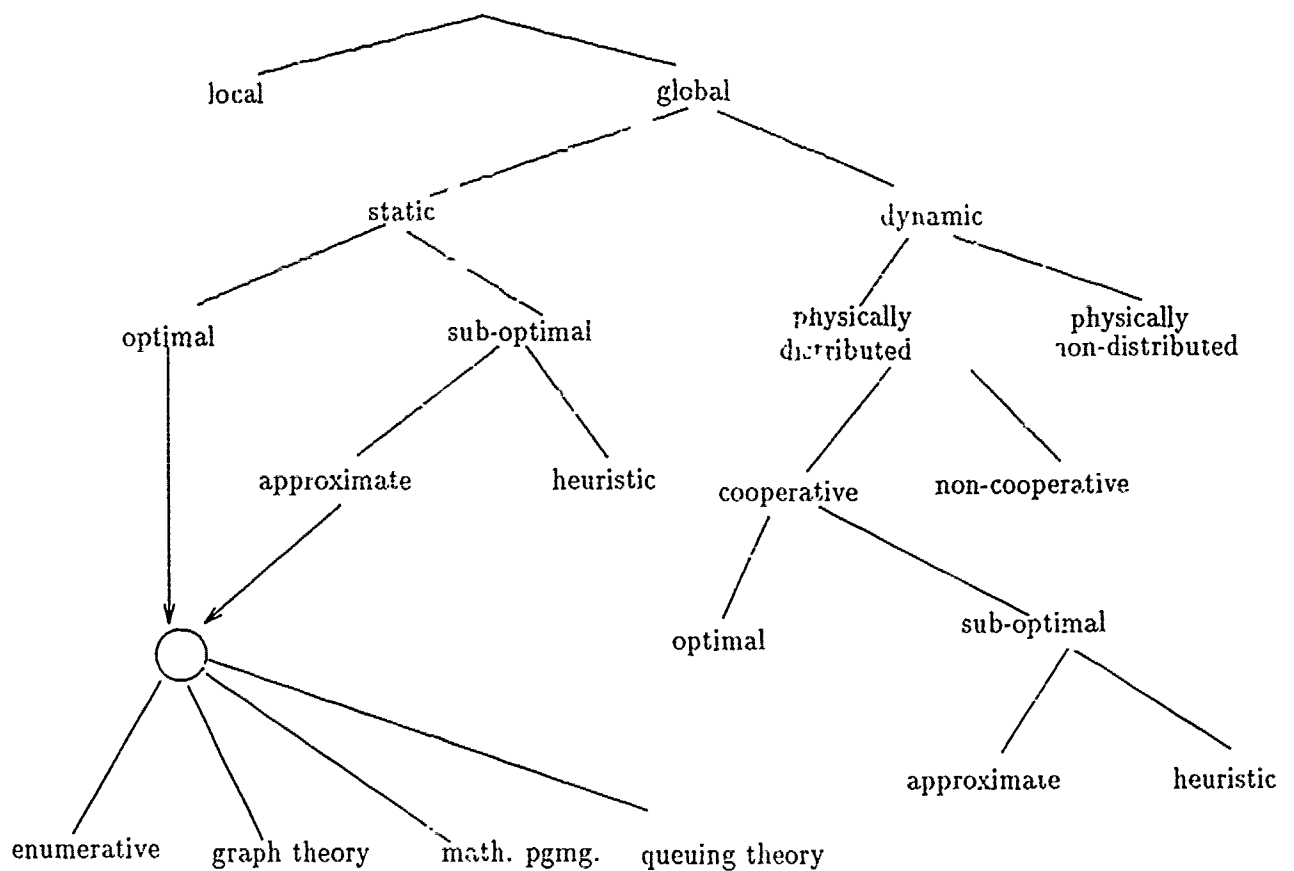 local
global
static
dynamic
optimal
sub-optimal
physically
distributed
physically
non-distributed
approximate
heuristic
cooperative
non-cooperative
optimal
sub-optimal
approximate
heuristic
enumerative
graph theory
math. pgmg.
queuing theory